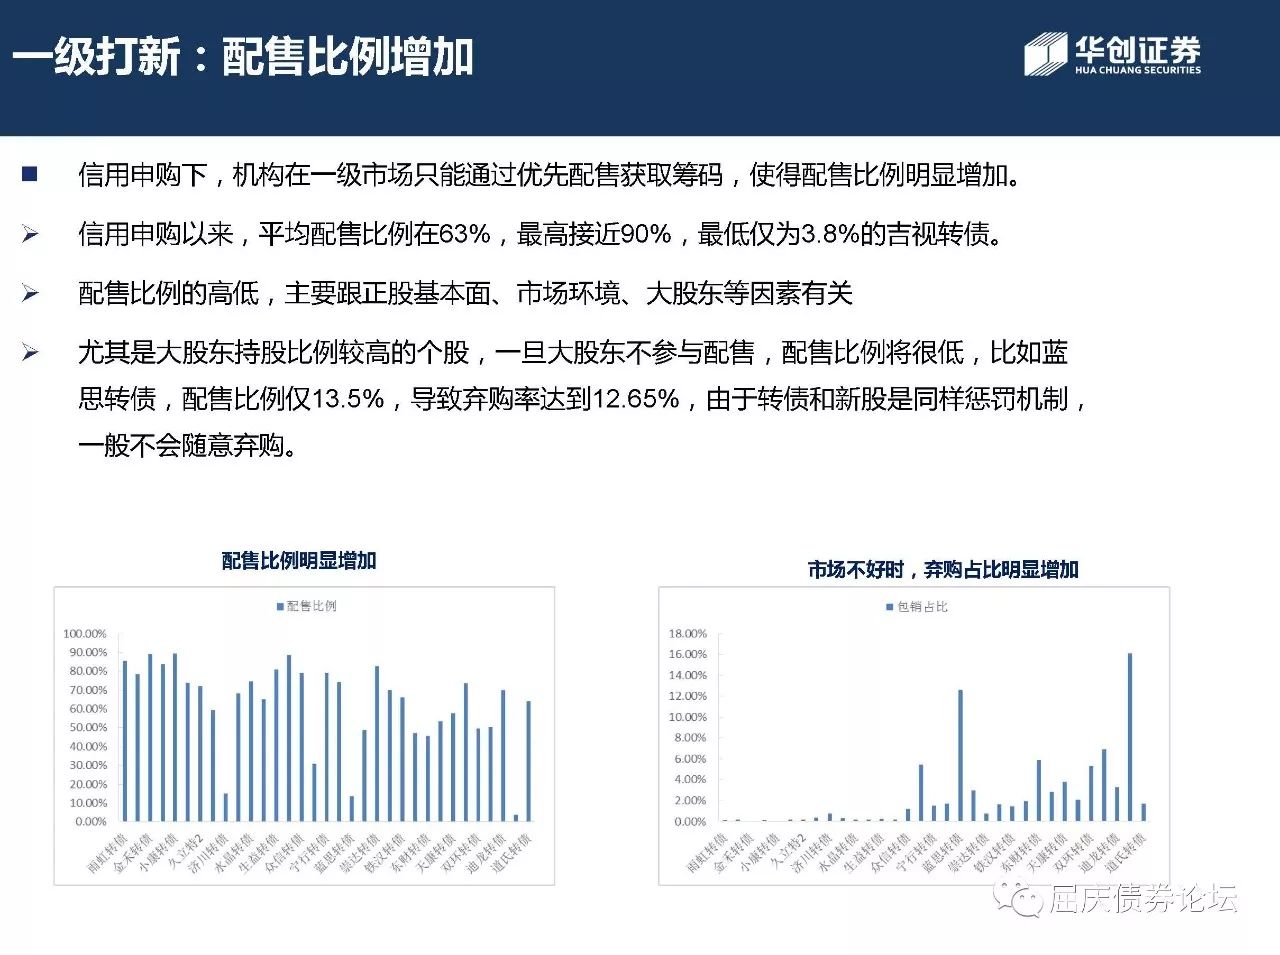 一级打新：配售比例增加
华创证券
HUA CHUANG SECURITIES
信用申购下，机构在一级市场只能通过优先配售获取筹码，使得配售比例明显增加。
信用申购以来，平均配售比例在63%，最高接近90%，最低仅为3.8%的吉视转债。
配售比例的高低，主要跟正股基本面、市场环境、大股东等因素有关
尤其是大股东持股比例较高的个股，一旦大股东不参与配售，配售比例将很低，比如蓝
思转债，配售比例仅13.5%，导致弃购率达到12.65%，由于转债和新股是同样惩罚机制，
一般不会随意弃购。
配售比例明显增加
配售比例
100.00%
90.00%
80.00%
70.00%
60.00%
50.00%
40.00%
30.00%
20.00%
10.00%
0.00%
雨虹转债
金禾转债
小康转债
久立转2
济川转债
水晶转债
生益转债
众信转债
宁行转债
蓝思转债
崇达转债
铁汉转债
东财转债
天康转债
双环转债
迪龙转债
道氏转债
市场不好时，弃购占比明显增加
包销占比
18.00%
16.00%
14.00%
12.00%
10.00%
8.00%
6.00%
4.00%
2.00%
0.00%
雨虹转债
金禾转债
小康转债
久立转2
济川转债
水晶转债
生益转债
众信转债
宁行转债
蓝思转债
崇达转债
铁汉转债
东财转债
天康转债
双环转债
迪龙转债
道氏转债
屈庆债券论坛